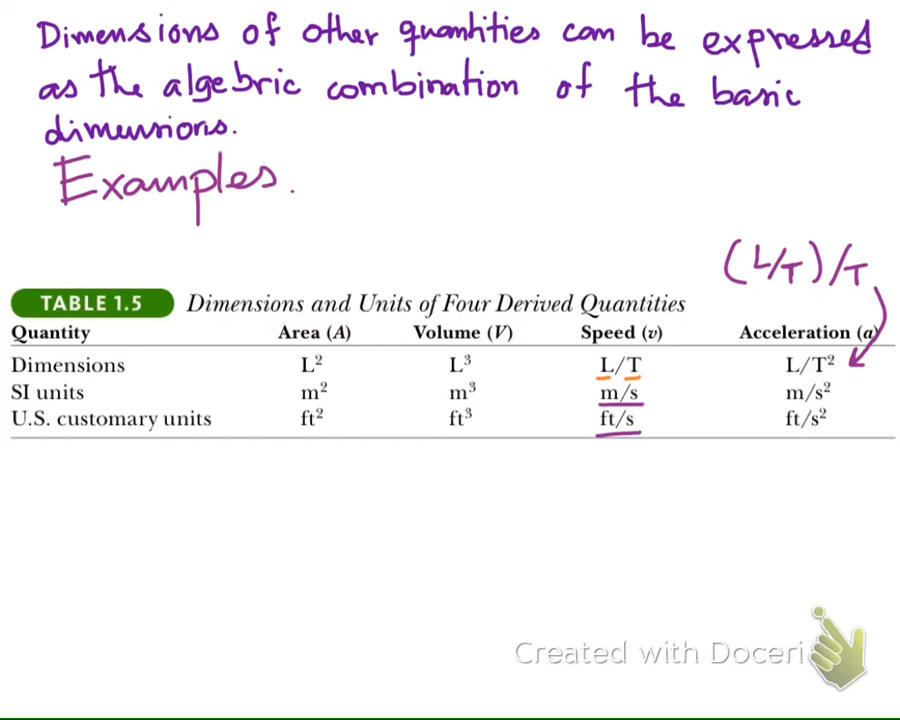 Dimensions of other quantities can be expressed
as the algebric combination of the basic
dimensions.
Examples.
(L/T)/T
TABLE 1.5 Dimensions and Units of Four Derived Quantities
Quantity Area (A) Volume (V) Speed (v) Acceleration (a)
Dimensions L² L³ L/T L/T²
SI units m² m³ m/s m/s²
U.S. customary units ft² ft³ ft/s ft/s²
Created with Doceri